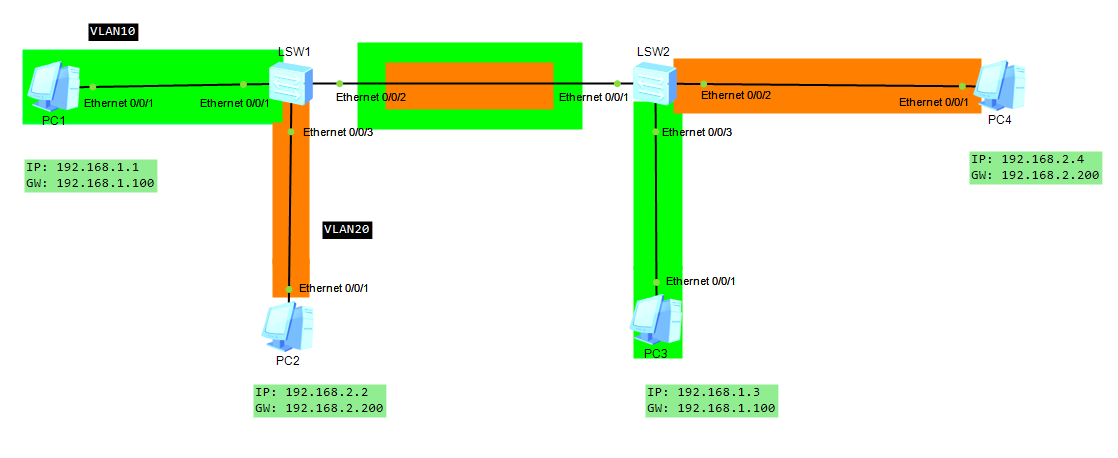 VLAN10
LSW1
LSW2
Ethernet 0/0/1
Ethernet 0/0/1
Ethernet 0/0/2
Ethernet 0/0/1
Ethernet 0/0/2
Ethernet 0/0/1
PC1
PC4
Ethernet 0/0/3
Ethernet 0/0/3
IP: 192.168.1.1
GW: 192.168.1.100
IP: 192.168.2.4
GW: 192.168.2.200
VLAN20
Ethernet 0/0/1
Ethernet 0/0/1
PC2
PC3
IP: 192.168.2.2
GW: 192.168.2.200
IP: 192.168.1.3
GW: 192.168.1.100